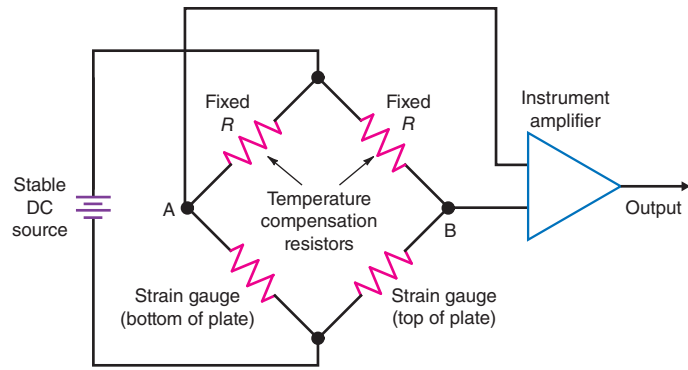 Fixed
R
Fixed
R
Instrument
amplifier
Stable
DC
source
A
Temperature
compensation
resistors
B
Output
Strain gauge
(bottom of plate)
Strain gauge
(top of plate)